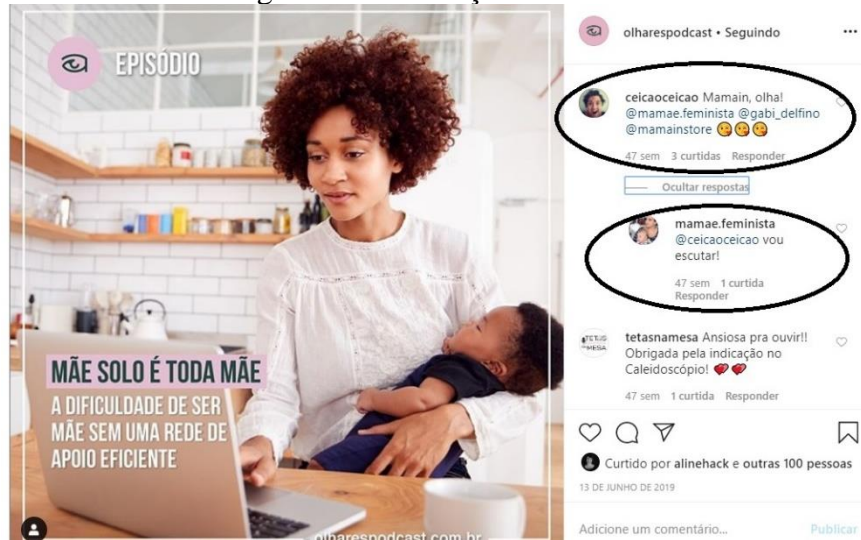 EPISÓDIO
MÃE SOLO É TODA MÃE
A DIFICULDADE DE SER
MÃE SEM UMA REDE DE
APOIO EFICIENTE
olharespodcast.com.br
olharespodcast • Seguindo
ceicaoceicao Mamain, olha!
@mamae.feminista @gabi_delfino
@mamainstore
47 sem 3 curtidas Responder
Ocultar respostas
mamae.feminista
@ceicaoceicao vou
escutar!
47 sem 1 curtida
Responder
tetasnamesa Ansiosa pra ouvir!!
Obrigada pela indicação no
Caleidoscópio!
47 sem 1 curtida Responder
Curtido por alinehack e outras 100 pessoas
13 DE JUNHO DE 2019
Adicione um comentário... Publicar